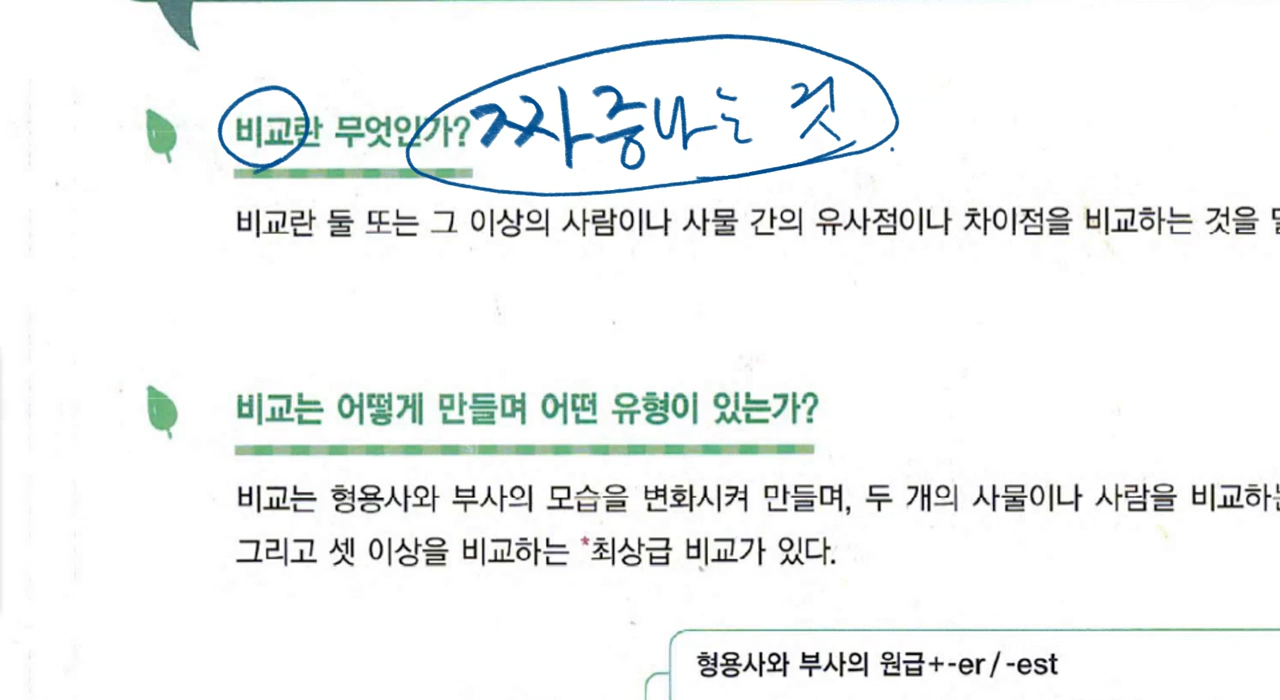 비교란 무엇인가? 짜증나는 것
비교란 둘 또는 그 이상의 사람이나 사물 간의 유사점이나 차이점을 비교하는 것을
비교는 어떻게 만들며 어떤 유형이 있는가?
비교는 형용사와 부사의 모습을 변화시켜 만들며, 두 개의 사물이나 사람을 비교하는
그리고 셋 이상을 비교하는 *최상급 비교가 있다.
형용사와 부사의 원급+-er / -est